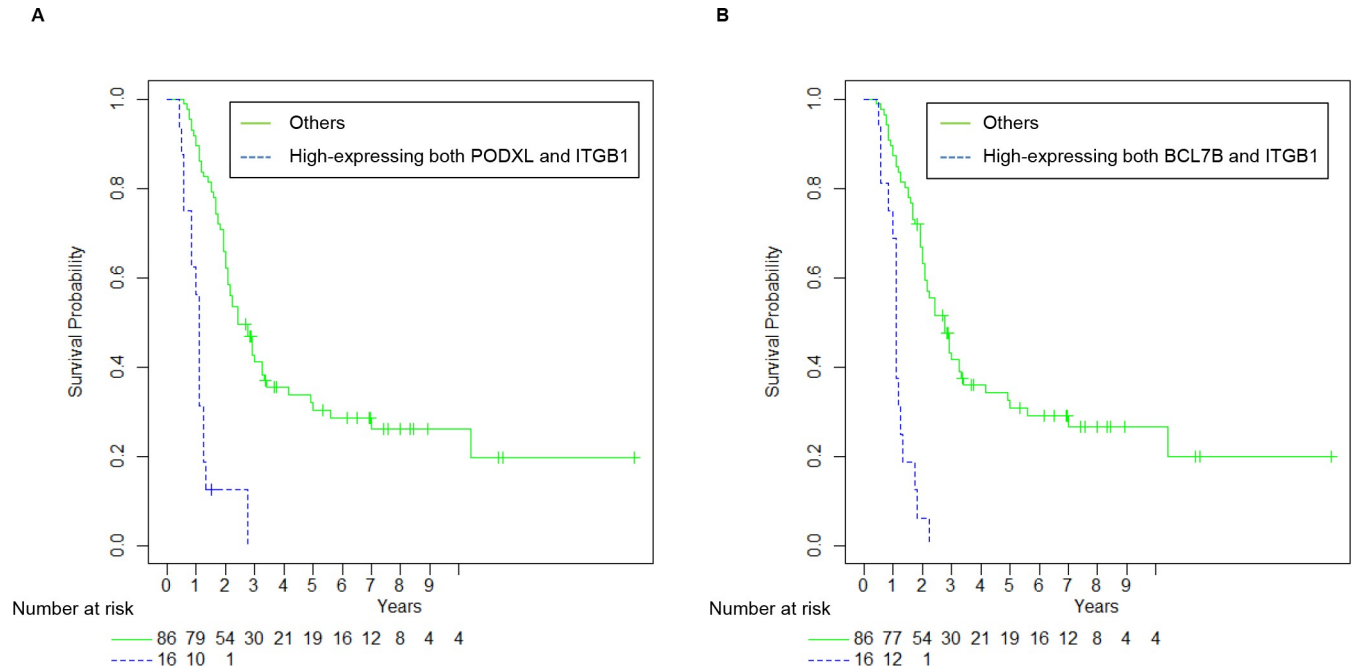 A
B
1.0
0.8
0.6
0.4
0.2
0.0
Survival Probability
Others
High-expressing both PODXL and ITGB1
0 1 2 3 4 5 6 7 8 9
Years
Number at risk
86 79 54 30 21 19 16 12 8 4 4
16 10 1
1.0
0.8
0.6
0.4
0.2
0.0
Survival Probability
Others
High-expressing both BCL7B and ITGB1
0 1 2 3 4 5 6 7 8 9
Years
Number at risk
86 77 54 30 21 19 16 12 8 4 4
16 12 1